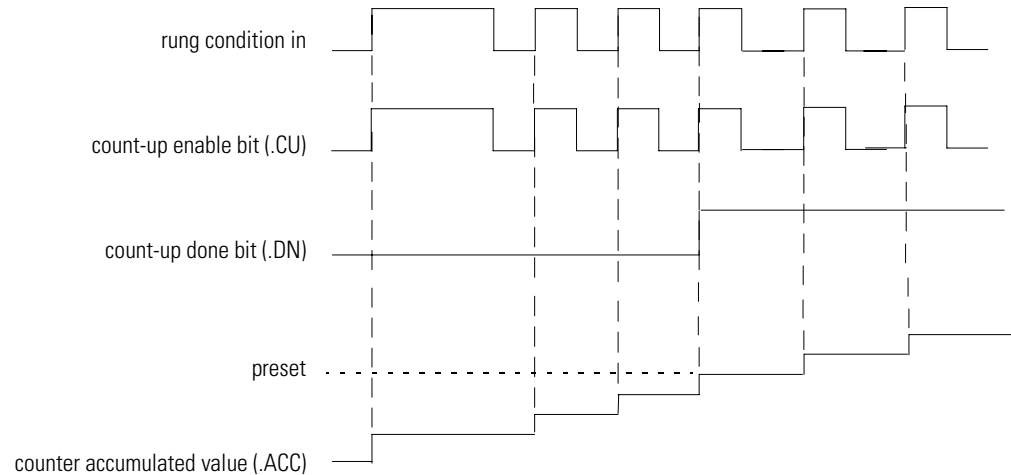 rung condition in
count-up enable bit (.CU)
count-up done bit (.DN)
preset
counter accumulated value (.ACC)